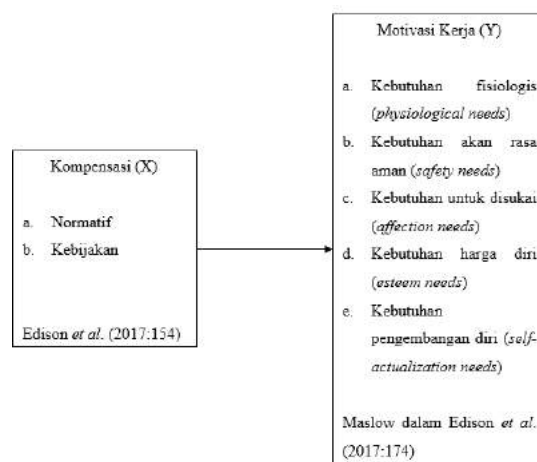 Kompensasi (X)
a. Normatif
b. Kebijakan
Edison et al. (2017:154)
Motivasi Kerja (Y)
a. Kebutuhan fisiologis
(physiological needs)
b. Kebutuhan akan rasa
aman (safety needs)
c. Kebutuhan untuk disukai
(affection needs)
d. Kebutuhan harga diri
(esteem needs)
e. Kebutuhan
pengembangan diri (self-
actualization needs)
Maslow dalam Edison et al.
(2017:174)